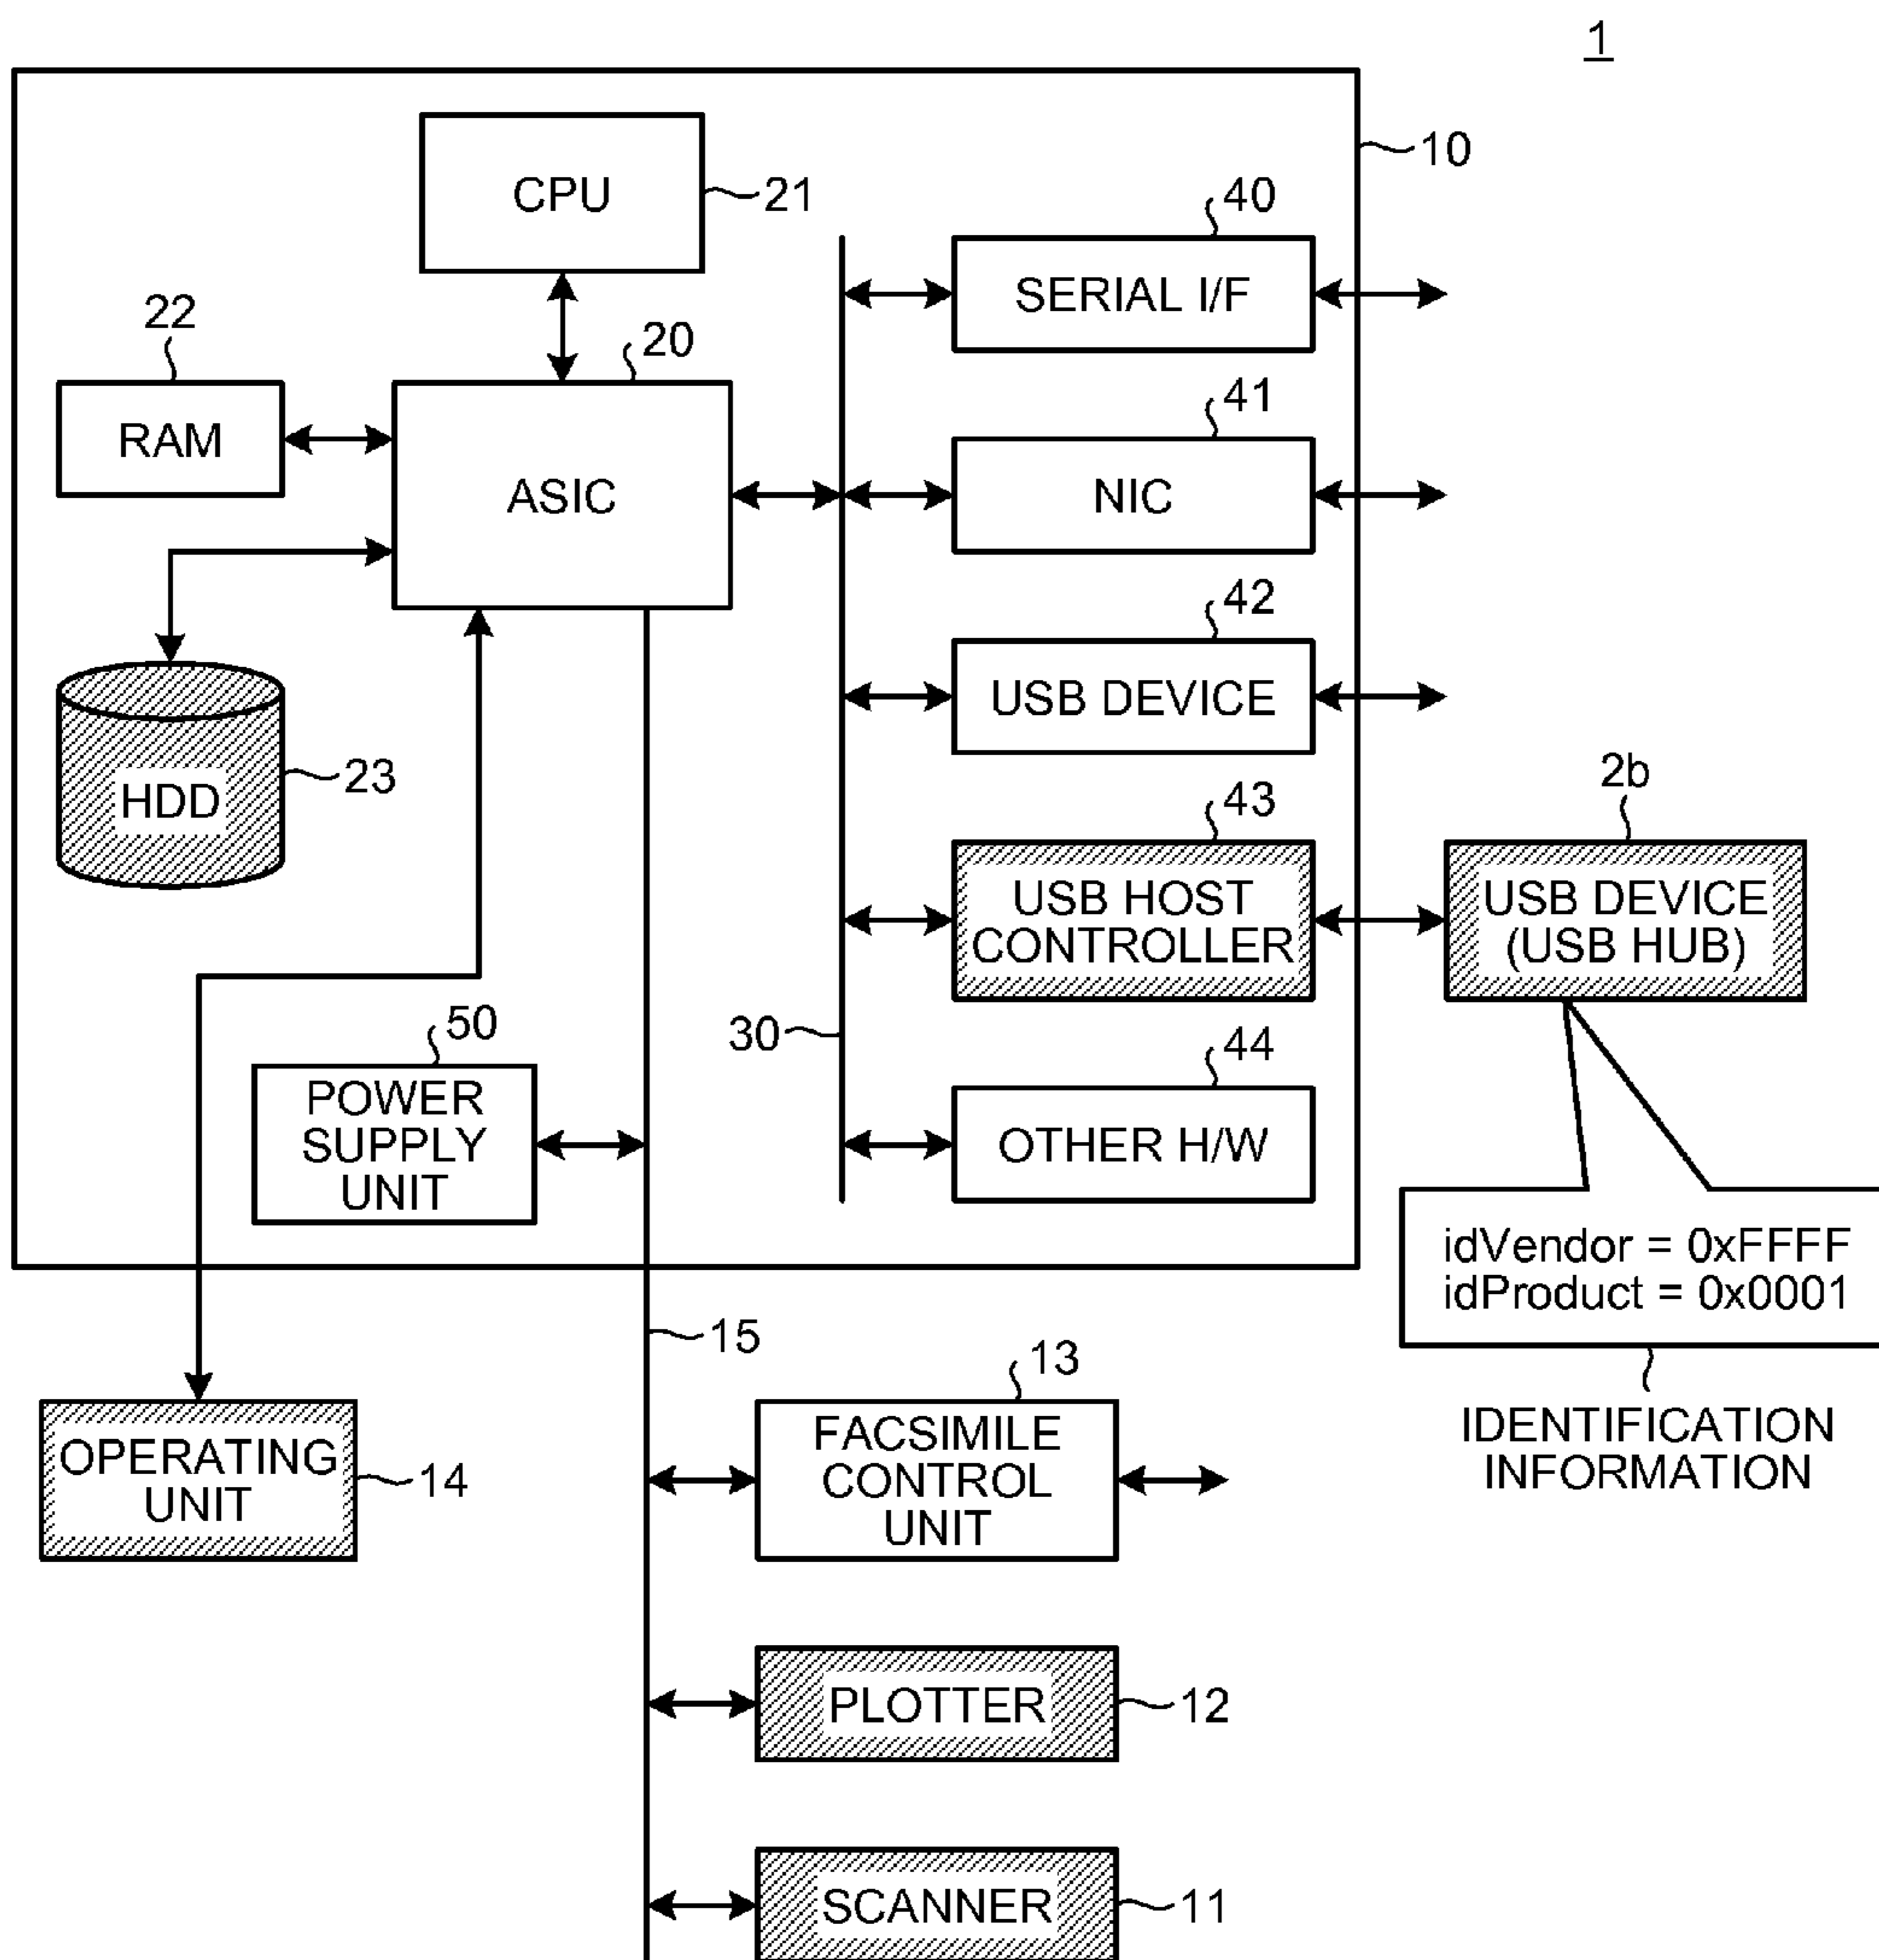 1
10
CPU
21
40
SERIAL I/F
22
20
RAM
ASIC
41
NIC
42
USB DEVICE
23
HDD
43
USB HOST
CONTROLLER
2b
USB DEVICE
(USB HUB)
30
50
POWER
SUPPLY
UNIT
44
OTHER H/W
idVendor = 0xFFFF
idProduct = 0x0001
IDENTIFICATION
INFORMATION
15
13
FACSIMILE
CONTROL
UNIT
OPERATING
UNIT
14
PLOTTER
12
SCANNER
11